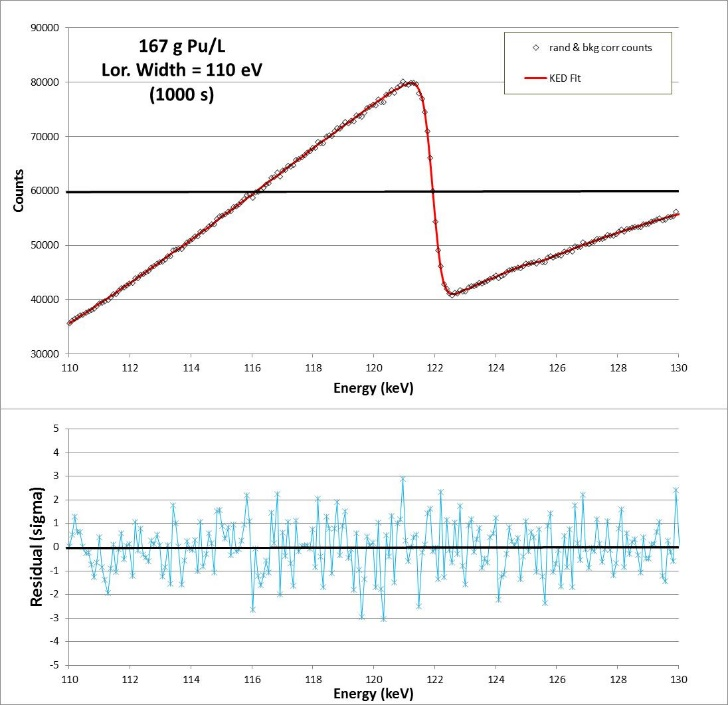 167 g Pu/L
Lor. Width = 110 eV
(1000 s)
rand & bkg corr counts
KED Fit
Counts
90000
80000
70000
60000
50000
40000
30000
110 112 114 116 118 120 122 124 126 128 130
Energy (keV)
Residual (sigma)
5
4
3
2
1
0
-1
-2
-3
-4
-5
110 112 114 116 118 120 122 124 126 128 130
Energy (keV)